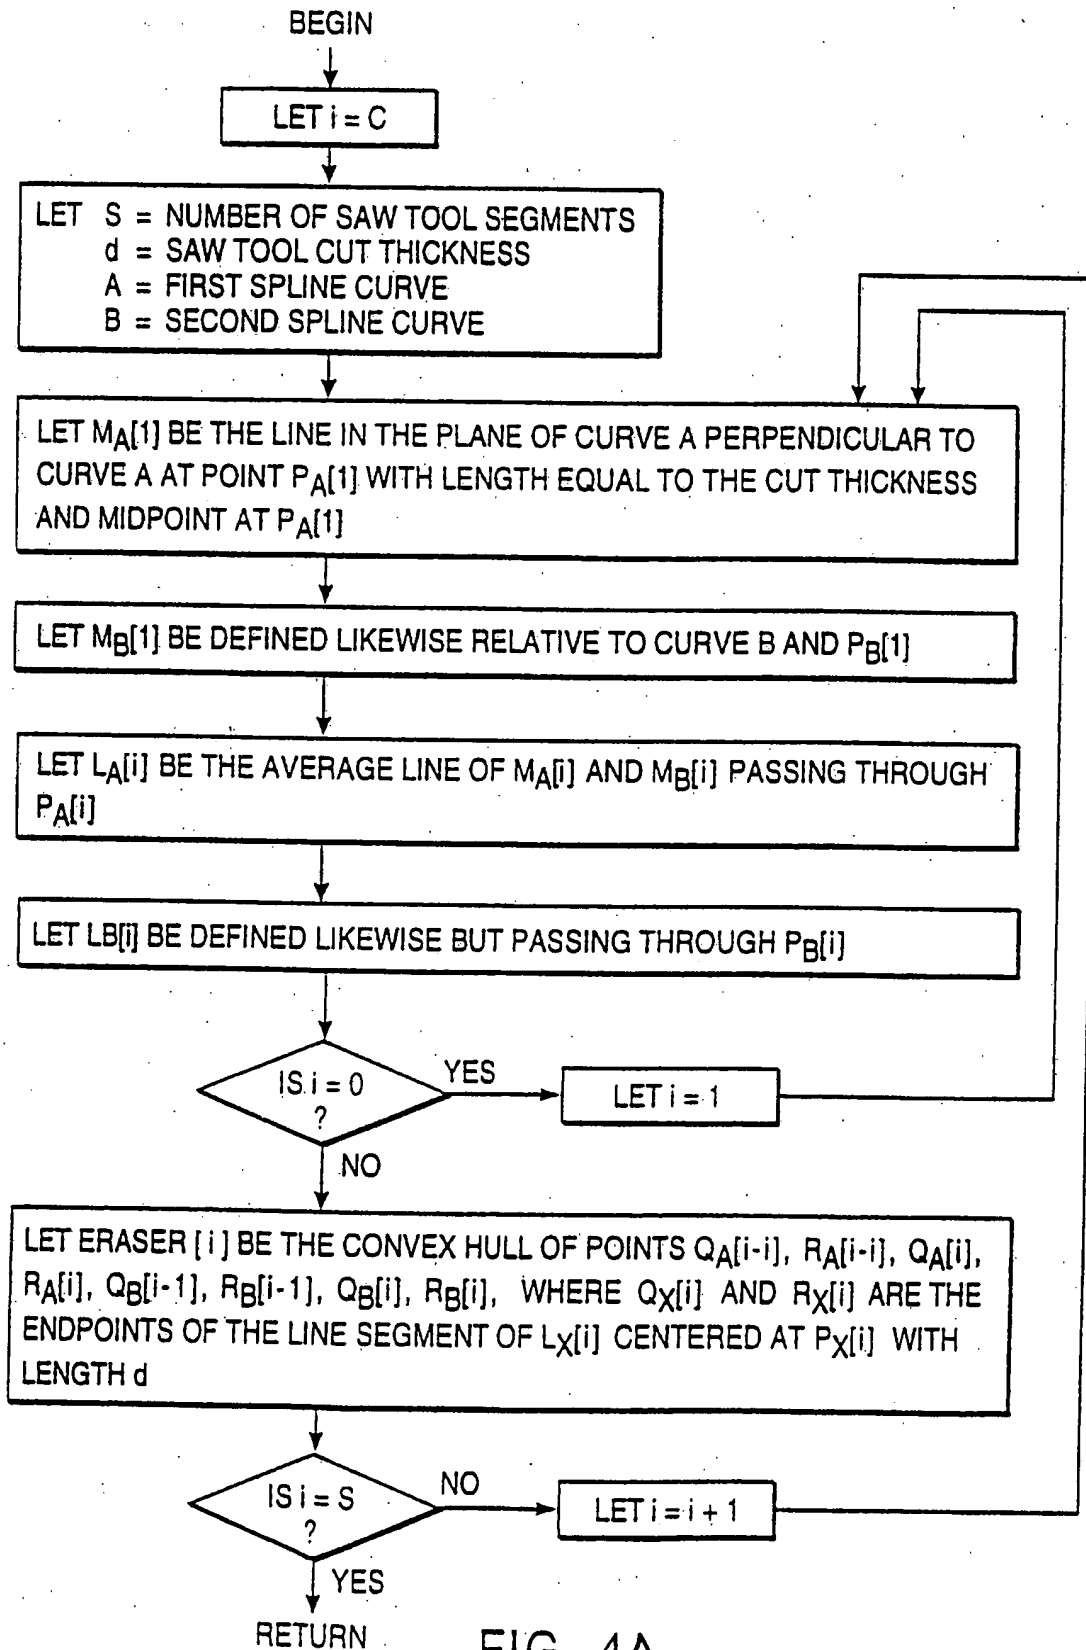 BEGIN
LET i = C
LET S = NUMBER OF SAW TOOL SEGMENTS
d = SAW TOOL CUT THICKNESS
A = FIRST SPLINE CURVE
B = SECOND SPLINE CURVE
LET MA[1] BE THE LINE IN THE PLANE OF CURVE A PERPENDICULAR TO
CURVE A AT POINT PA[1] WITH LENGTH EQUAL TO THE CUT THICKNESS
AND MIDPOINT AT PA[1]
LET MB[1] BE DEFINED LIKEWISE RELATIVE TO CURVE B AND PB[1]
LET LA[i] BE THE AVERAGE LINE OF MA[i] AND MB[i] PASSING THROUGH
PA[i]
LET LB[i] BE DEFINED LIKEWISE BUT PASSING THROUGH PB[i]
IS i = 0
?
YES
LET i = 1
NO
LET ERASER [i] BE THE CONVEX HULL OF POINTS QA[i-i], RA[i-i], QA[i],
RA[i], QB[i-1], RB[i-1], QB[i], RB[i], WHERE QX[i] AND RX[i] ARE THE
ENDPOINTS OF THE LINE SEGMENT OF LX[i] CENTERED AT PX[i] WITH
LENGTH d
IS i = S
?
NO
LET i = i + 1
YES
RETURN
FIG. 4A